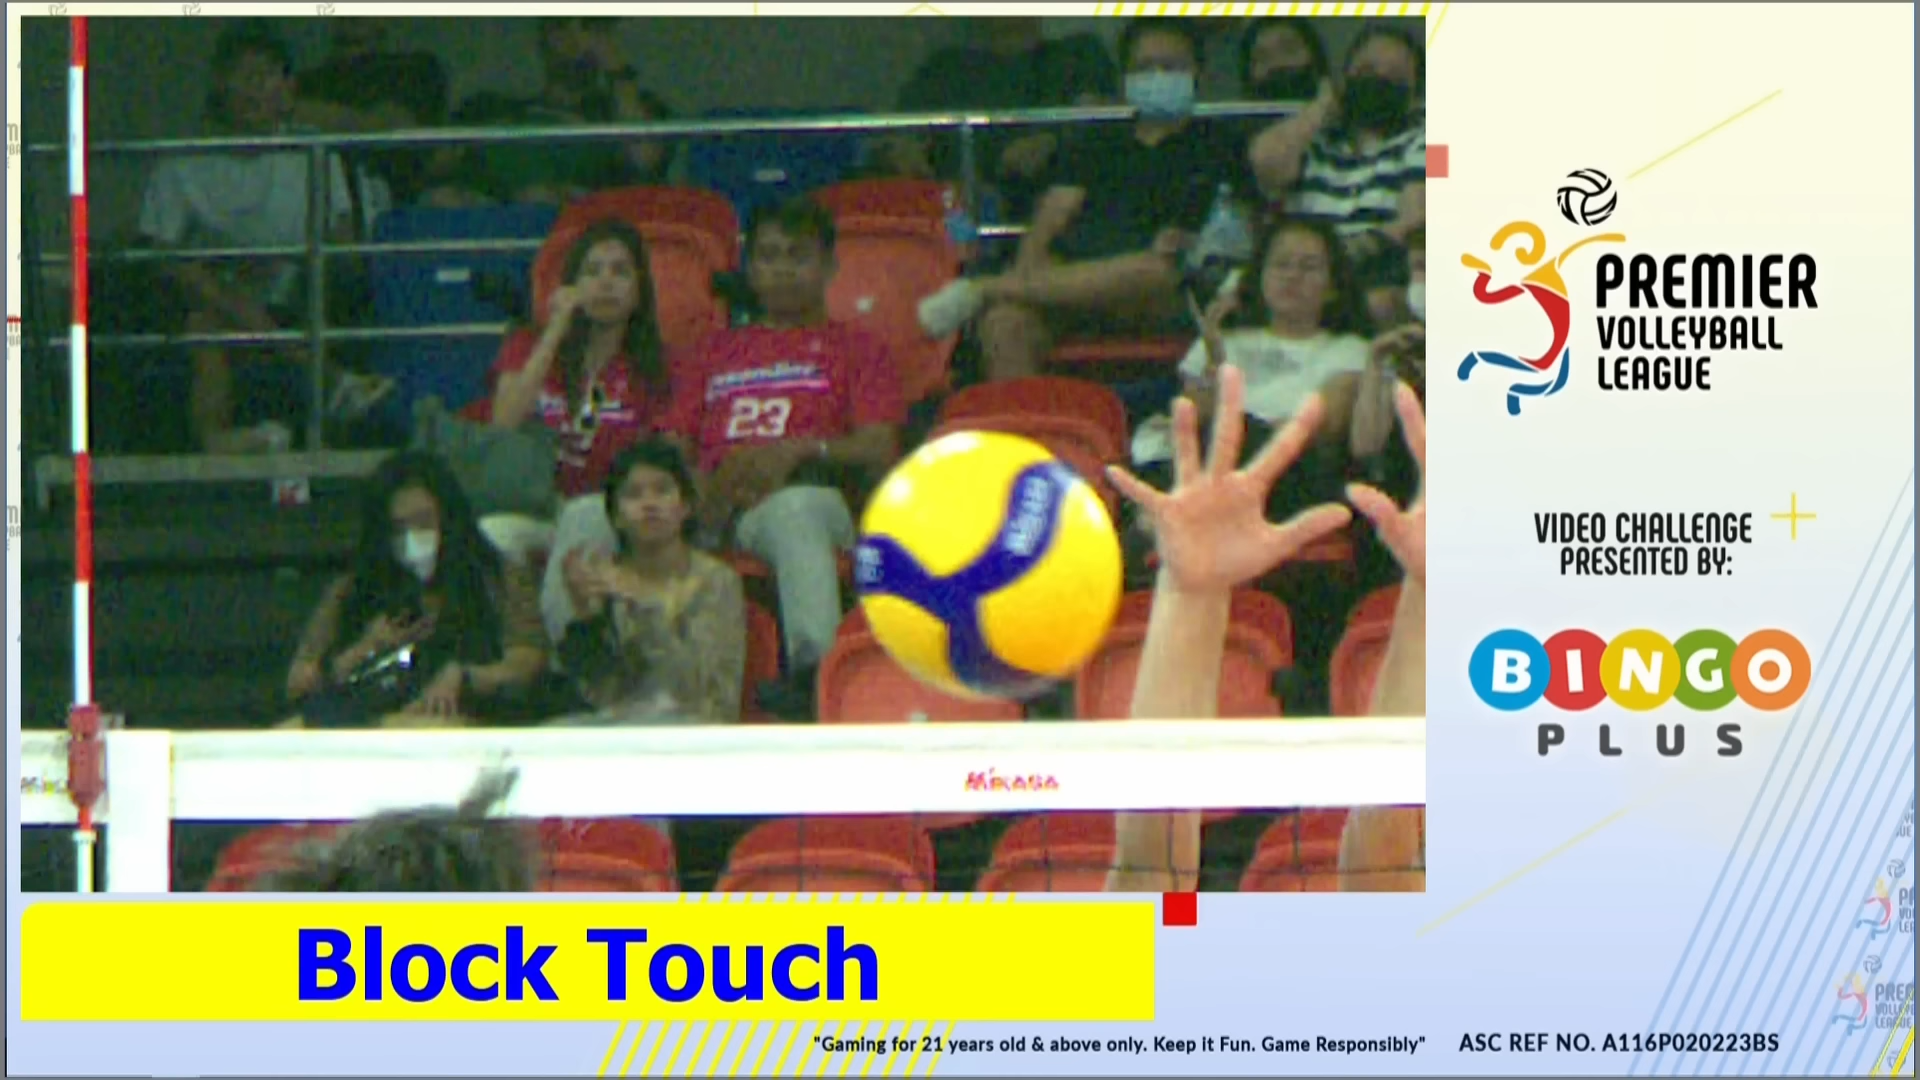 23
MIKASA
PREMIER
VOLLEYBALL
LEAGUE
VIDEO CHALLENGE
PRESENTED BY:
BINGO
PLUS
Block Touch
"Gaming for 21 years old & above only. Keep it Fun. Game Responsibly"
ASC REF NO. A116P020223BS